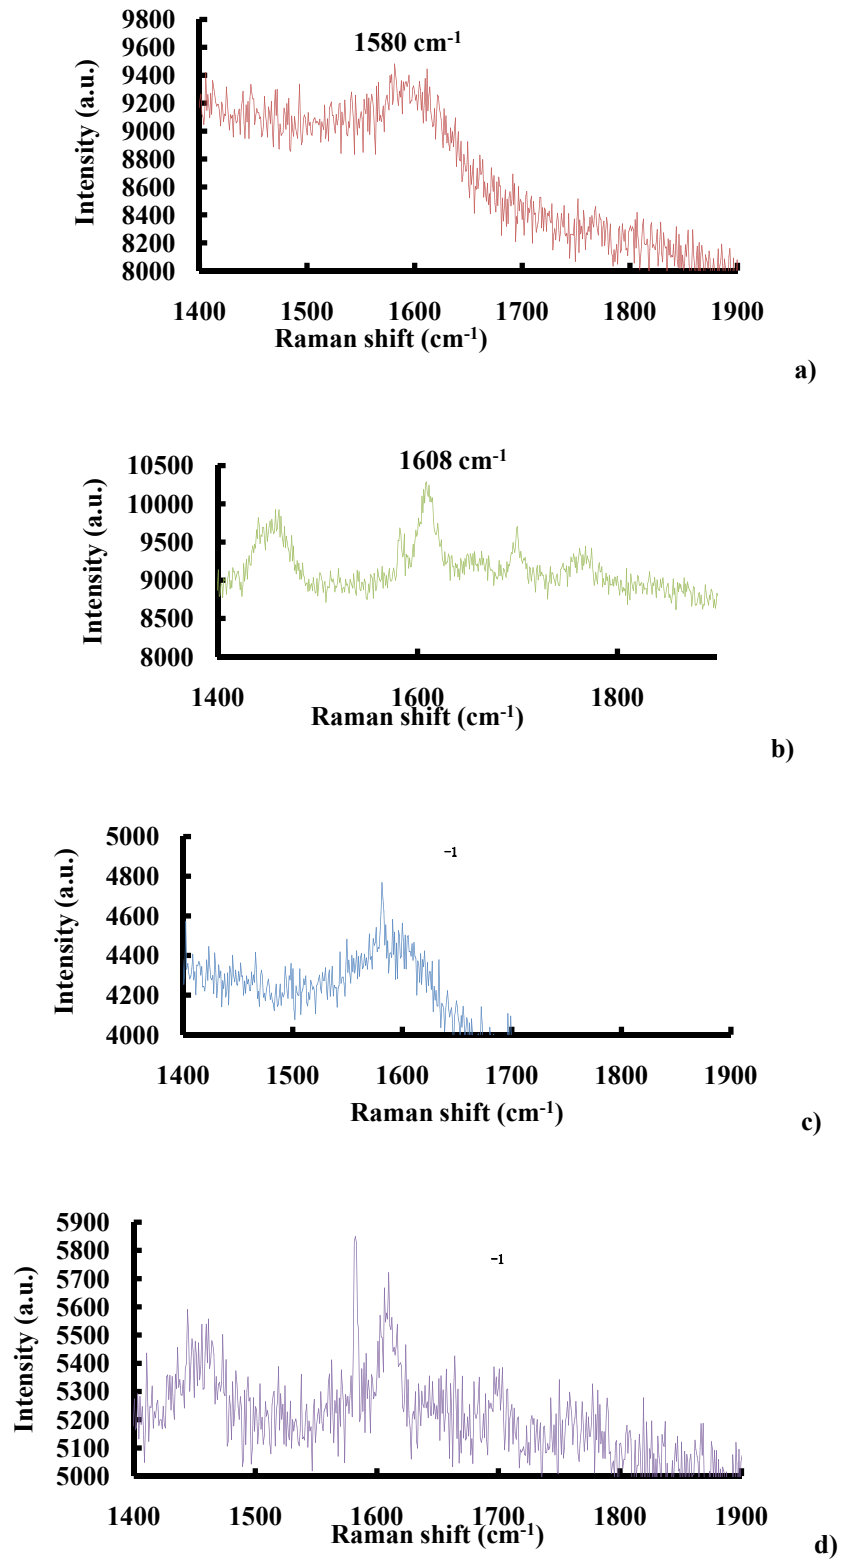 1580 cm-1
9800
9600
9400
9200
9000
8800
8600
8400
8200
8000
Intensity (a.u.)
1400 1500 1600 1700 1800 1900
Raman shift (cm-1)
a)
1608 cm-1
10500
10000
9500
9000
8500
8000
Intensity (a.u.)
1400 1600 1800
Raman shift (cm-1)
b)
−1
5000
4800
4600
4400
4200
4000
Intensity (a.u.)
1400 1500 1600 1700 1800 1900
Raman shift (cm-1)
c)
−1
5900
5800
5700
5600
5500
5400
5300
5200
5100
5000
Intensity (a.u.)
1400 1500 1600 1700 1800 1900
Raman shift (cm-1)
d)